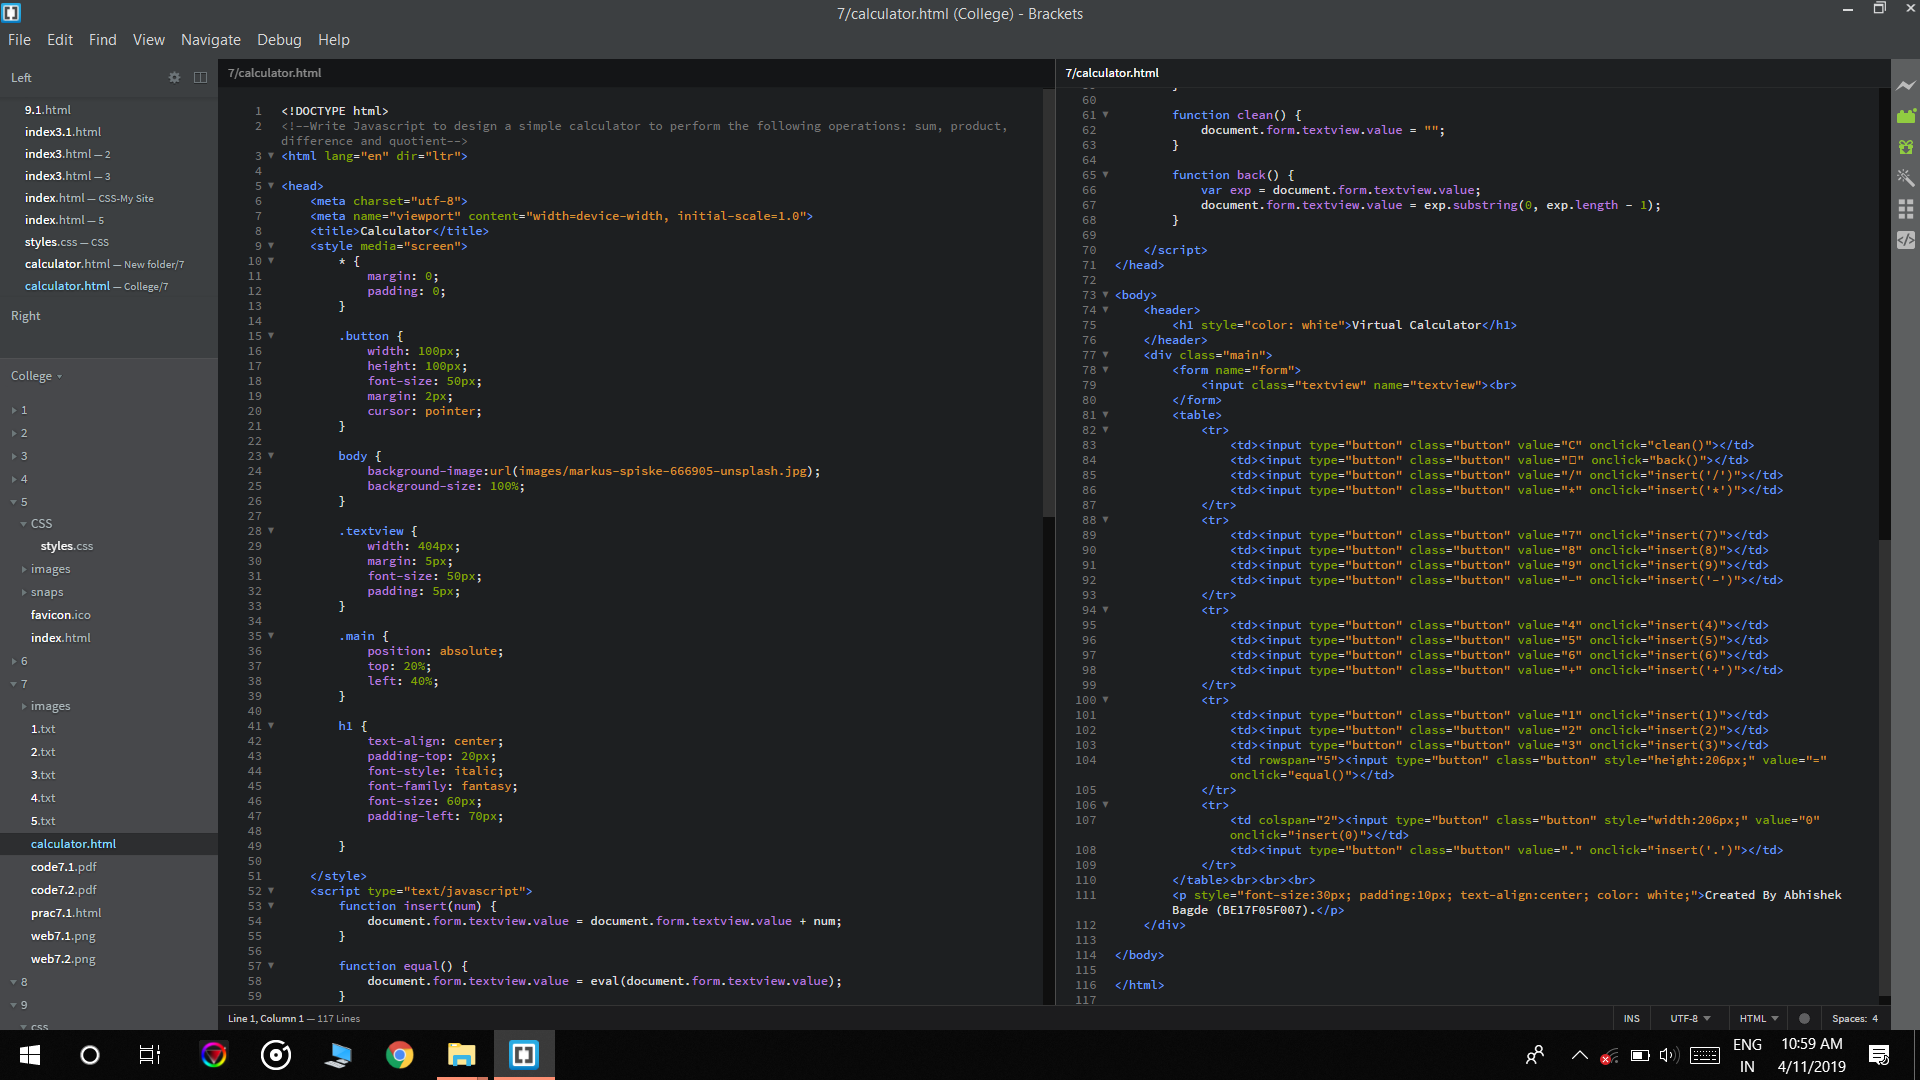 7/calculator.html (College) - Brackets
File Edit Find View Navigate Debug Help
Left
9.1.html
index3.1.html
index3.html — 2
index3.html — 3
index.html — CSS-My Site
index.html — 5
styles.css — CSS
calculator.html — New folder/7
calculator.html — College/7
Right
College
1
2
3
4
5
CSS
styles.css
images
snaps
favicon.ico
index.html
6
7
images
1.txt
2.txt
3.txt
4.txt
5.txt
calculator.html
code7.1.pdf
code7.2.pdf
prac7.1.html
web7.1.png
web7.2.png
8
9
css
7/calculator.html
1 <!DOCTYPE html>
2 <!--Write Javascript to design a simple calculator to perform the following operations: sum, product,
difference and quotient-->
3 <html lang="en" dir="ltr">
4
5 <head>
6 <meta charset="utf-8">
7 <meta name="viewport" content="width=device-width, initial-scale=1.0">
8 <title>Calculator</title>
9 <style media="screen">
10 * {
11 margin: 0;
12 padding: 0;
13 }
14
15 .button {
16 width: 100px;
17 height: 100px;
18 font-size: 50px;
19 margin: 2px;
20 cursor: pointer;
21 }
22
23 body {
24 background-image:url(images/markus-spiske-666905-unsplash.jpg);
25 background-size: 100%;
26 }
27
28 .textview {
29 width: 404px;
30 margin: 5px;
31 font-size: 50px;
32 padding: 5px;
33 }
34
35 .main {
36 position: absolute;
37 top: 20%;
38 left: 40%;
39 }
40
41 h1 {
42 text-align: center;
43 padding-top: 20px;
44 font-style: italic;
45 font-family: fantasy;
46 font-size: 60px;
47 padding-left: 70px;
48
49 }
50
51 </style>
52 <script type="text/javascript">
53 function insert(num) {
54 document.form.textview.value = document.form.textview.value + num;
55 }
56
57 function equal() {
58 document.form.textview.value = eval(document.form.textview.value);
59 }
7/calculator.html
60
61 function clean() {
62 document.form.textview.value = "";
63 }
64
65 function back() {
66 var exp = document.form.textview.value;
67 document.form.textview.value = exp.substring(0, exp.length - 1);
68 }
69
70 </script>
71 </head>
72
73 <body>
74 <header>
75 <h1 style="color: white">Virtual Calculator</h1>
76 </header>
77 <div class="main">
78 <form name="form">
79 <input class="textview" name="textview"><br>
80 </form>
81 <table>
82 <tr>
83 <td><input type="button" class="button" value="C" onclick="clean()"></td>
84 <td><input type="button" class="button" value="□" onclick="back()"></td>
85 <td><input type="button" class="button" value="/" onclick="insert('/')"></td>
86 <td><input type="button" class="button" value="*" onclick="insert('*')"></td>
87 </tr>
88 <tr>
89 <td><input type="button" class="button" value="7" onclick="insert(7)"></td>
90 <td><input type="button" class="button" value="8" onclick="insert(8)"></td>
91 <td><input type="button" class="button" value="9" onclick="insert(9)"></td>
92 <td><input type="button" class="button" value="-" onclick="insert('-')"></td>
93 </tr>
94 <tr>
95 <td><input type="button" class="button" value="4" onclick="insert(4)"></td>
96 <td><input type="button" class="button" value="5" onclick="insert(5)"></td>
97 <td><input type="button" class="button" value="6" onclick="insert(6)"></td>
98 <td><input type="button" class="button" value="+" onclick="insert('+')"></td>
99 </tr>
100 <tr>
101 <td><input type="button" class="button" value="1" onclick="insert(1)"></td>
102 <td><input type="button" class="button" value="2" onclick="insert(2)"></td>
103 <td><input type="button" class="button" value="3" onclick="insert(3)"></td>
104 <td rowspan="5"><input type="button" class="button" style="height:206px;" value="="
onclick="equal()"></td>
105 </tr>
106 <tr>
107 <td colspan="2"><input type="button" class="button" style="width:206px;" value="0"
onclick="insert(0)"></td>
108 <td><input type="button" class="button" value="." onclick="insert('.')"></td>
109 </tr>
110 </table><br><br><br>
111 <p style="font-size:30px; padding:10px; text-align:center; color: white;">Created By Abhishek
Bagde (BE17F05F007).</p>
112 </div>
113
114 </body>
115
116 </html>
117
Line 1, Column 1 — 117 Lines
INS UTF-8 HTML Spaces: 4
ENG
IN
10:59 AM
4/11/2019